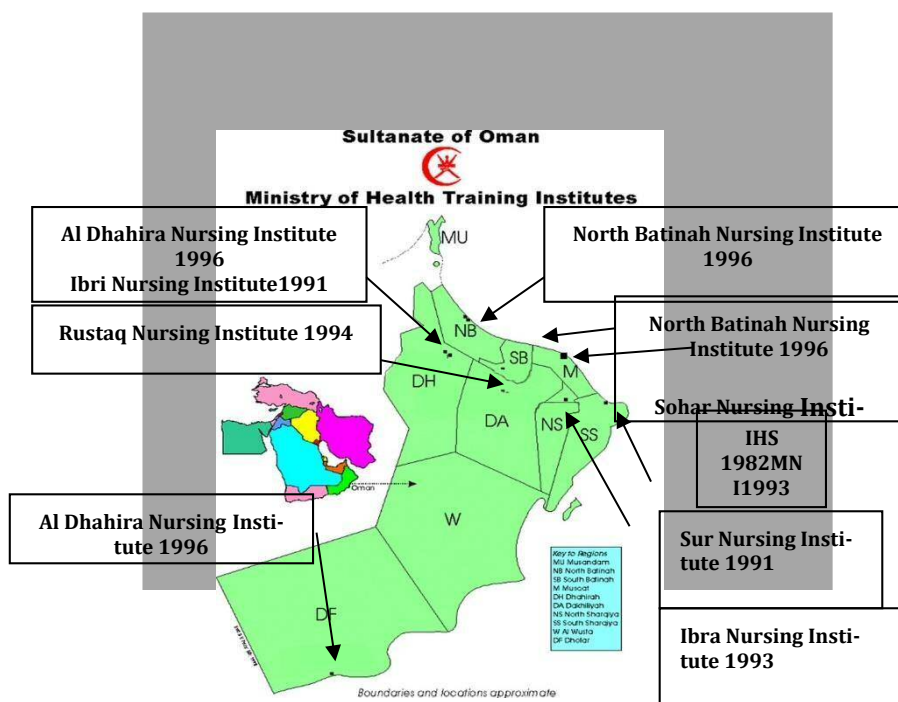 Sultanate of Oman
Ministry of Health Training Institutes
Al Dhahira Nursing Institute
1996
Ibri Nursing Institute1991
North Batinah Nursing Institute
1996
Rustaq Nursing Institute 1994
North Batinah Nursing
Institute 1996
Sohar Nursing Insti-
IHS
1982MN
I1993
Al Dhahira Nursing Insti-
tute 1996
Sur Nursing Insti-
tute 1991
Ibra Nursing Insti-
tute 1993
MU
NB
SB
M
DH
DA
NS
SS
W
DF
Oman
Key to Regions
MU Musandam
NB North Batinah
SB South Batinah
M Muscat
DH Dhahirah
DA Dakhiliyah
NS North Sharqiya
SS South Sharqiya
W Al Wusta
DF Dhofar
Boundaries and locations approximate